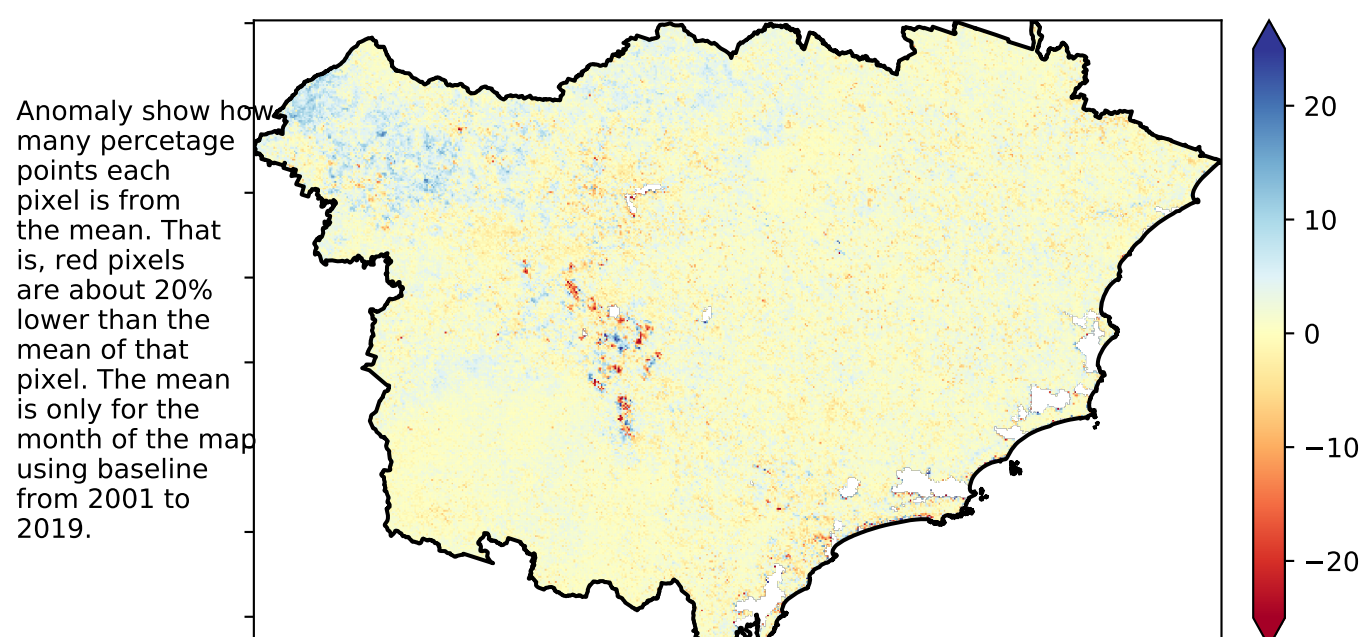 Anomaly show how
many percetage
points each
pixel is from
the mean. That
is, red pixels
are about 20%
lower than the
mean of that
pixel. The mean
is only for the
month of the map
using baseline
from 2001 to
2019.
20
10
0
−10
−20